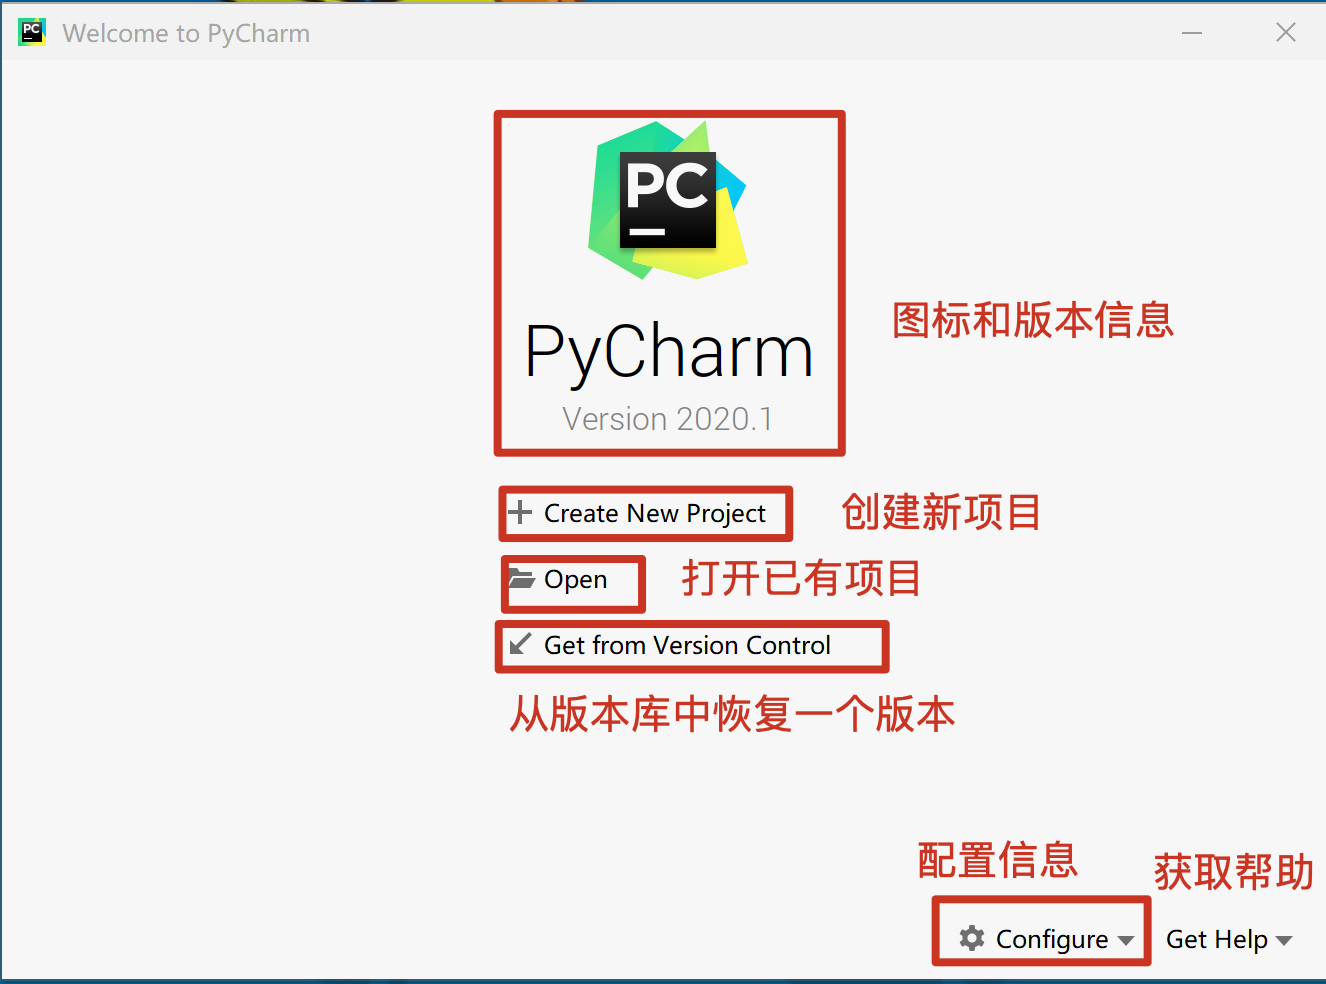 PC
Welcome to PyCharm
PC
PyCharm
Version 2020.1
图标和版本信息
Create New Project
创建新项目
Open
打开已有项目
Get from Version Control
从版本库中恢复一个版本
配置信息
获取帮助
Configure
Get Help